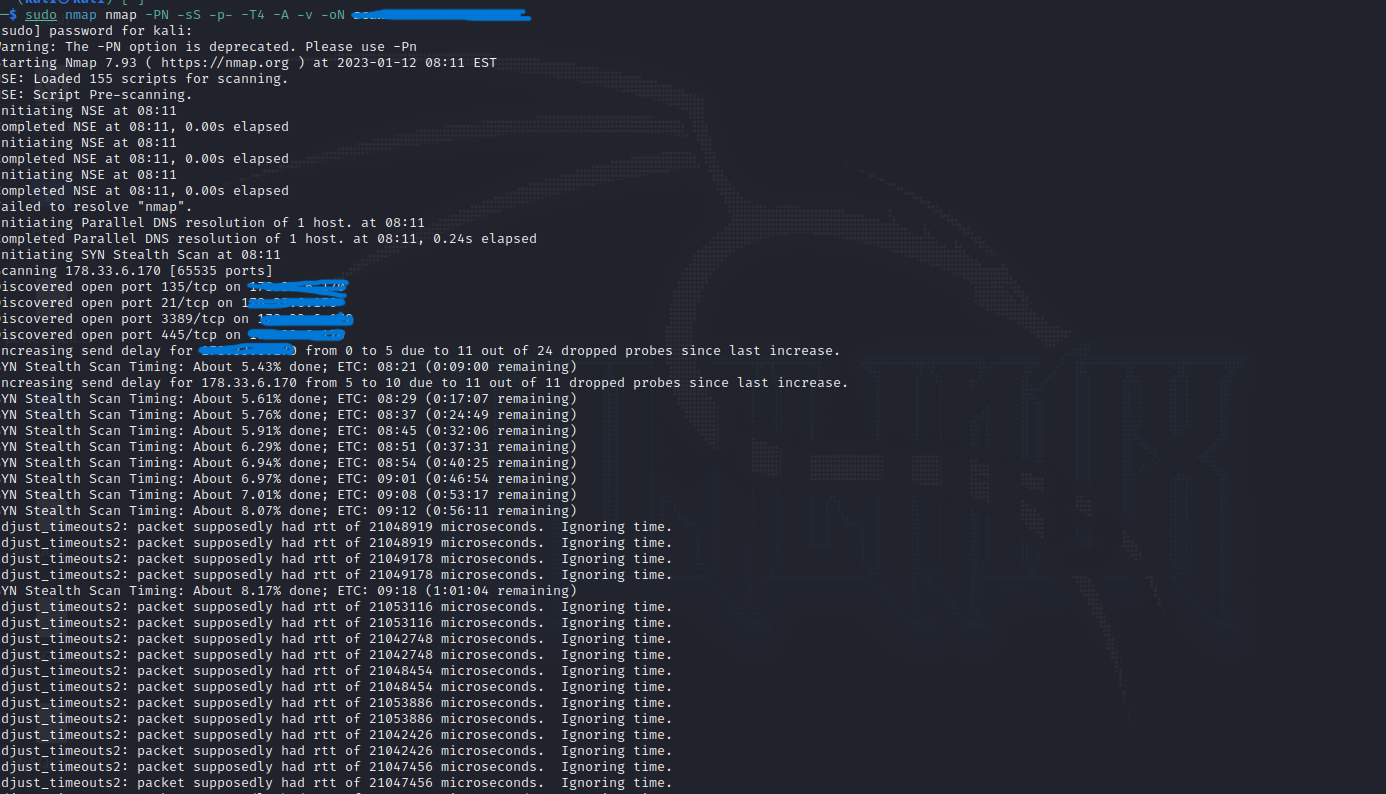 (kali㉿kali)-[~]
─$ sudo nmap nmap -PN -sS -p- -T4 -A -v -oN
sudo] password for kali:
arning: The -PN option is deprecated. Please use -Pn
tarting Nmap 7.93 ( https://nmap.org ) at 2023-01-12 08:11 EST
SE: Loaded 155 scripts for scanning.
SE: Script Pre-scanning.
nitiating NSE at 08:11
ompleted NSE at 08:11, 0.00s elapsed
nitiating NSE at 08:11
ompleted NSE at 08:11, 0.00s elapsed
nitiating NSE at 08:11
ompleted NSE at 08:11, 0.00s elapsed
ailed to resolve "nmap".
nitiating Parallel DNS resolution of 1 host. at 08:11
ompleted Parallel DNS resolution of 1 host. at 08:11, 0.24s elapsed
nitiating SYN Stealth Scan at 08:11
canning 178.33.6.170 [65535 ports]
iscovered open port 135/tcp on
iscovered open port 21/tcp on
iscovered open port 3389/tcp on
iscovered open port 445/tcp on
ncreasing send delay for from 0 to 5 due to 11 out of 24 dropped probes since last increase.
YN Stealth Scan Timing: About 5.43% done; ETC: 08:21 (0:09:00 remaining)
ncreasing send delay for 178.33.6.170 from 5 to 10 due to 11 out of 11 dropped probes since last increase.
YN Stealth Scan Timing: About 5.61% done; ETC: 08:29 (0:17:07 remaining)
YN Stealth Scan Timing: About 5.76% done; ETC: 08:37 (0:24:49 remaining)
YN Stealth Scan Timing: About 5.91% done; ETC: 08:45 (0:32:06 remaining)
YN Stealth Scan Timing: About 6.29% done; ETC: 08:51 (0:37:31 remaining)
YN Stealth Scan Timing: About 6.94% done; ETC: 08:54 (0:40:25 remaining)
YN Stealth Scan Timing: About 6.97% done; ETC: 09:01 (0:46:54 remaining)
YN Stealth Scan Timing: About 7.01% done; ETC: 09:08 (0:53:17 remaining)
YN Stealth Scan Timing: About 8.07% done; ETC: 09:12 (0:56:11 remaining)
djust_timeouts2: packet supposedly had rtt of 21048919 microseconds.  Ignoring time.
djust_timeouts2: packet supposedly had rtt of 21048919 microseconds.  Ignoring time.
djust_timeouts2: packet supposedly had rtt of 21049178 microseconds.  Ignoring time.
djust_timeouts2: packet supposedly had rtt of 21049178 microseconds.  Ignoring time.
YN Stealth Scan Timing: About 8.17% done; ETC: 09:18 (1:01:04 remaining)
djust_timeouts2: packet supposedly had rtt of 21053116 microseconds.  Ignoring time.
djust_timeouts2: packet supposedly had rtt of 21053116 microseconds.  Ignoring time.
djust_timeouts2: packet supposedly had rtt of 21042748 microseconds.  Ignoring time.
djust_timeouts2: packet supposedly had rtt of 21042748 microseconds.  Ignoring time.
djust_timeouts2: packet supposedly had rtt of 21048454 microseconds.  Ignoring time.
djust_timeouts2: packet supposedly had rtt of 21048454 microseconds.  Ignoring time.
djust_timeouts2: packet supposedly had rtt of 21053886 microseconds.  Ignoring time.
djust_timeouts2: packet supposedly had rtt of 21053886 microseconds.  Ignoring time.
djust_timeouts2: packet supposedly had rtt of 21042426 microseconds.  Ignoring time.
djust_timeouts2: packet supposedly had rtt of 21042426 microseconds.  Ignoring time.
djust_timeouts2: packet supposedly had rtt of 21047456 microseconds.  Ignoring time.
djust_timeouts2: packet supposedly had rtt of 21047456 microseconds.  Ignoring time.